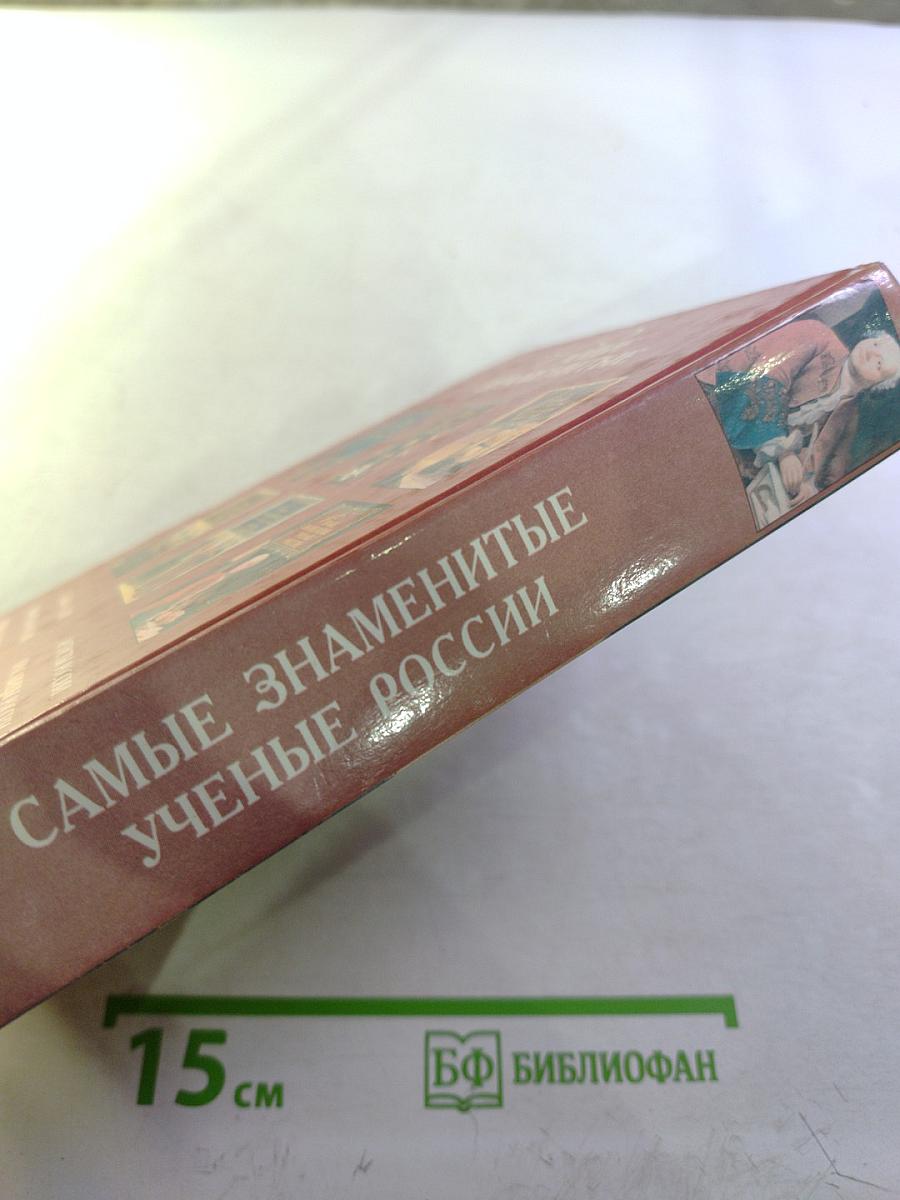 САМЫЕ ЗНАМЕНИТЫЕ
УЧЕНЫЕ РОССИИ
15 см
БФ БИБЛИОФАН